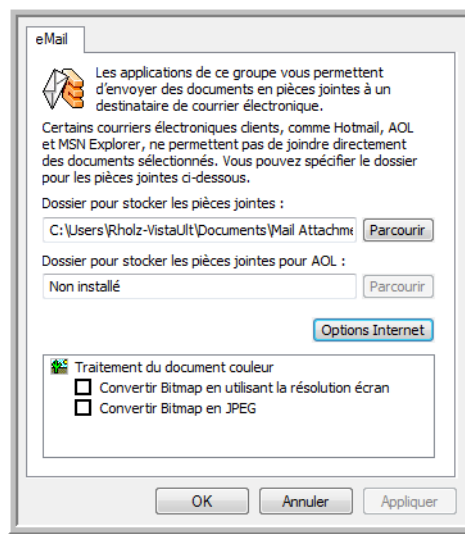 eMail
Les applications de ce groupe vous permettent
d'envoyer des documents en pièces jointes à un
destinataire de courrier électronique.
Certains courriers électroniques clients, comme Hotmail, AOL
et MSN Explorer, ne permettent pas de joindre directement
des documents sélectionnés. Vous pouvez spécifier le dossier
pour les pièces jointes ci-dessous.
Dossier pour stocker les pièces jointes :
C:\Users\Rholz-VistaUlt\Documents\Mail Attachme Parcourir
Dossier pour stocker les pièces jointes pour AOL :
Non installé Parcourir
Options Internet
Traitement du document couleur
Convertir Bitmap en utilisant la résolution écran
Convertir Bitmap en JPEG
OK Annuler Appliquer